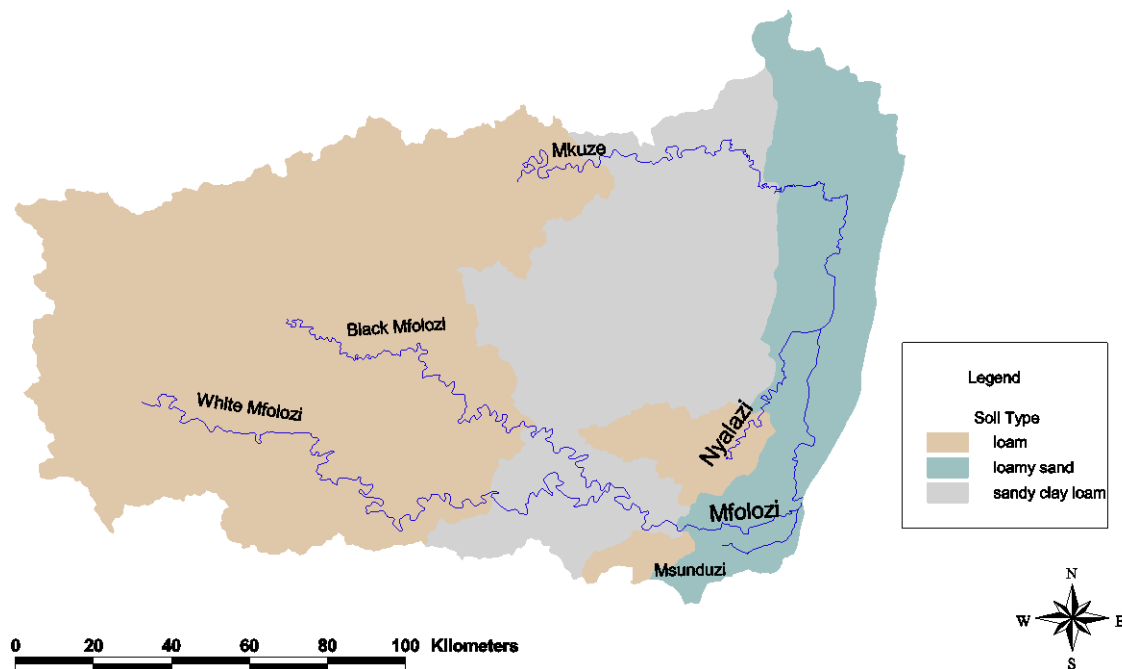 Mkuze
Black Mfolozi
White Mfolozi
Nyalazi
Mfolozi
Msunduzi
Legend
Soil Type
loam
loamy sand
sandy clay loam
N
W E
S
0 20 40 60 80 100 Kilometers